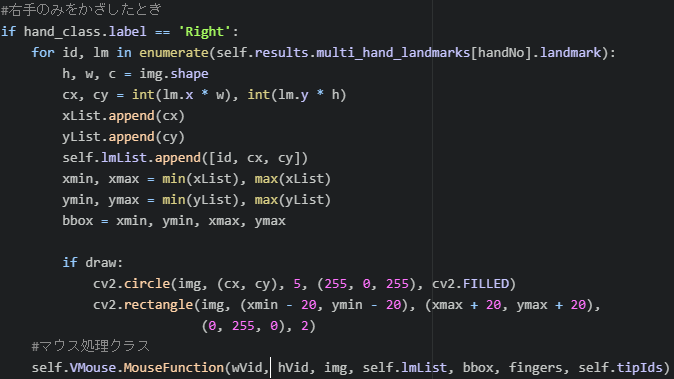 #右手のみをかざしたとき
if hand_class.label == 'Right':
    for id, lm in enumerate(self.results.multi_hand_landmarks[handNo].landmark):
        h, w, c = img.shape
        cx, cy = int(lm.x * w), int(lm.y * h)
        xList.append(cx)
        yList.append(cy)
        self.lmList.append([id, cx, cy])
        xmin, xmax = min(xList), max(xList)
        ymin, ymax = min(yList), max(yList)
        bbox = xmin, ymin, xmax, ymax

        if draw:
            cv2.circle(img, (cx, cy), 5, (255, 0, 255), cv2.FILLED)
            cv2.rectangle(img, (xmin - 20, ymin - 20), (xmax + 20, ymax + 20),
                          (0, 255, 0), 2)
    #マウス処理クラス
    self.VMouse.MouseFunction(wVid, hVid, img, self.lmList, bbox, fingers, self.tipIds)